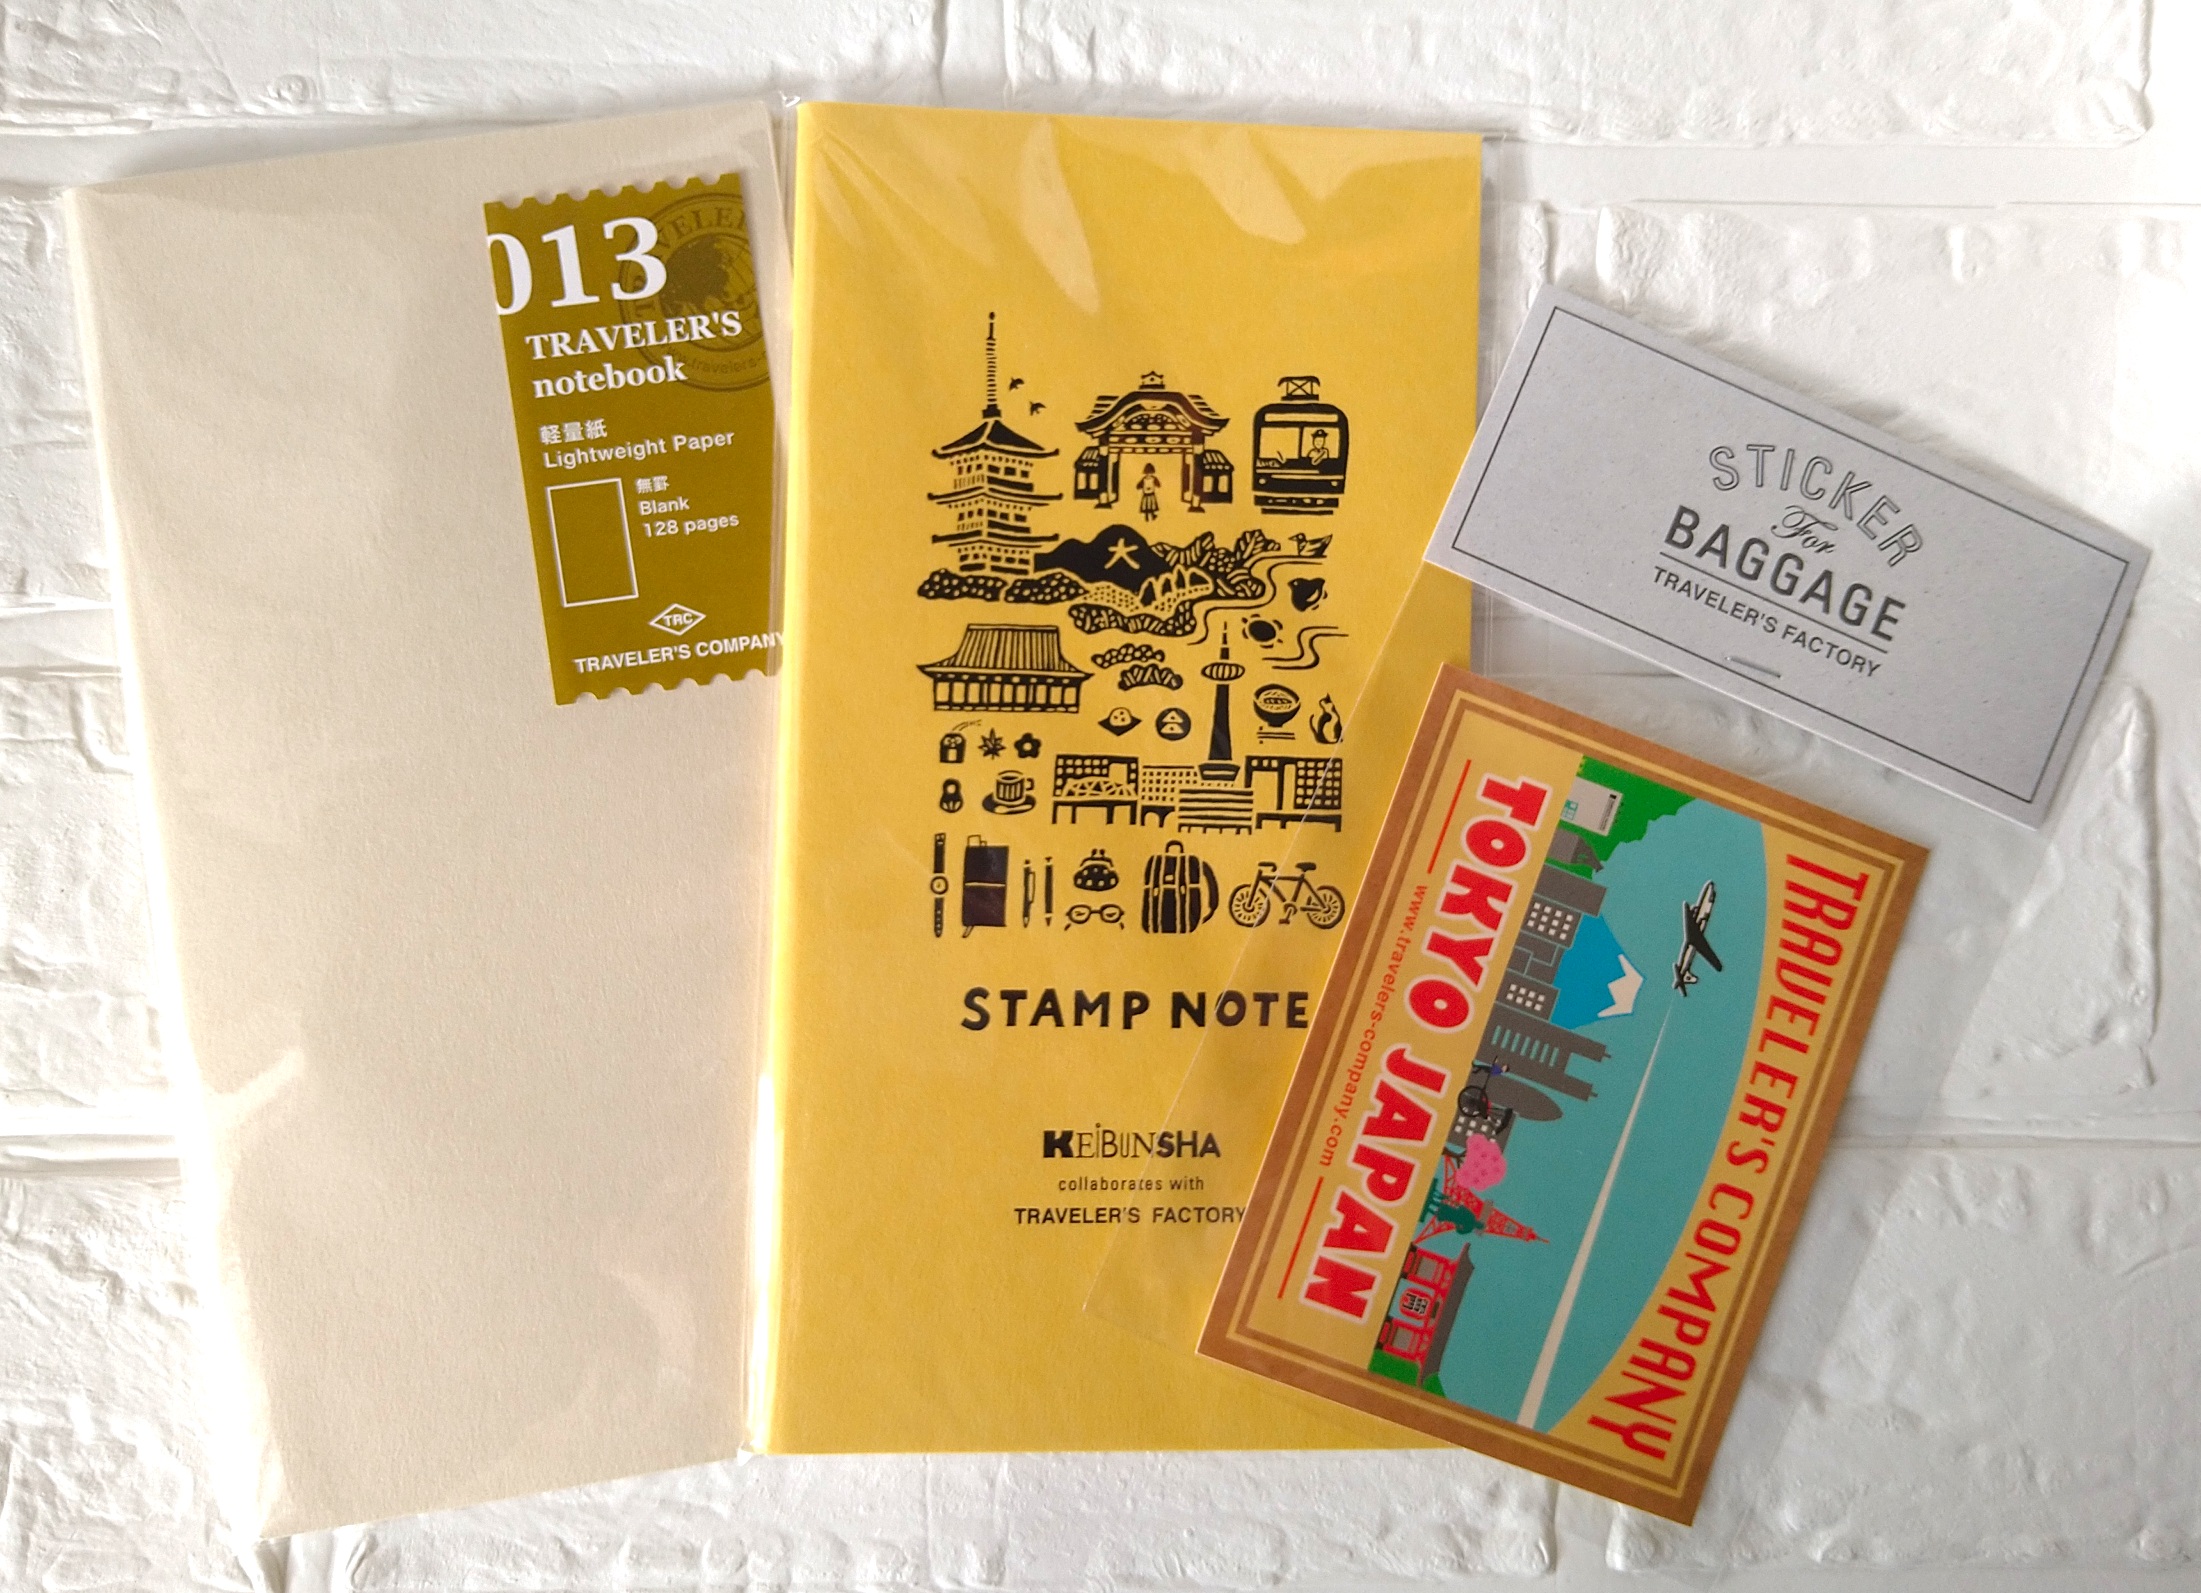 013
TRAVELER'S
notebook
軽量紙
Lightweight Paper
無罫
Blank
128 pages
TRC
TRAVELER'S COMPANY
大
STAMP NOTE
KEIBUNSHA
collaborates with
TRAVELER'S FACTORY
STICKER
For
BAGGAGE
TRAVELER'S FACTORY
TRAVELER'S COMPANY
TOKYO JAPAN
www.travelers-company.com